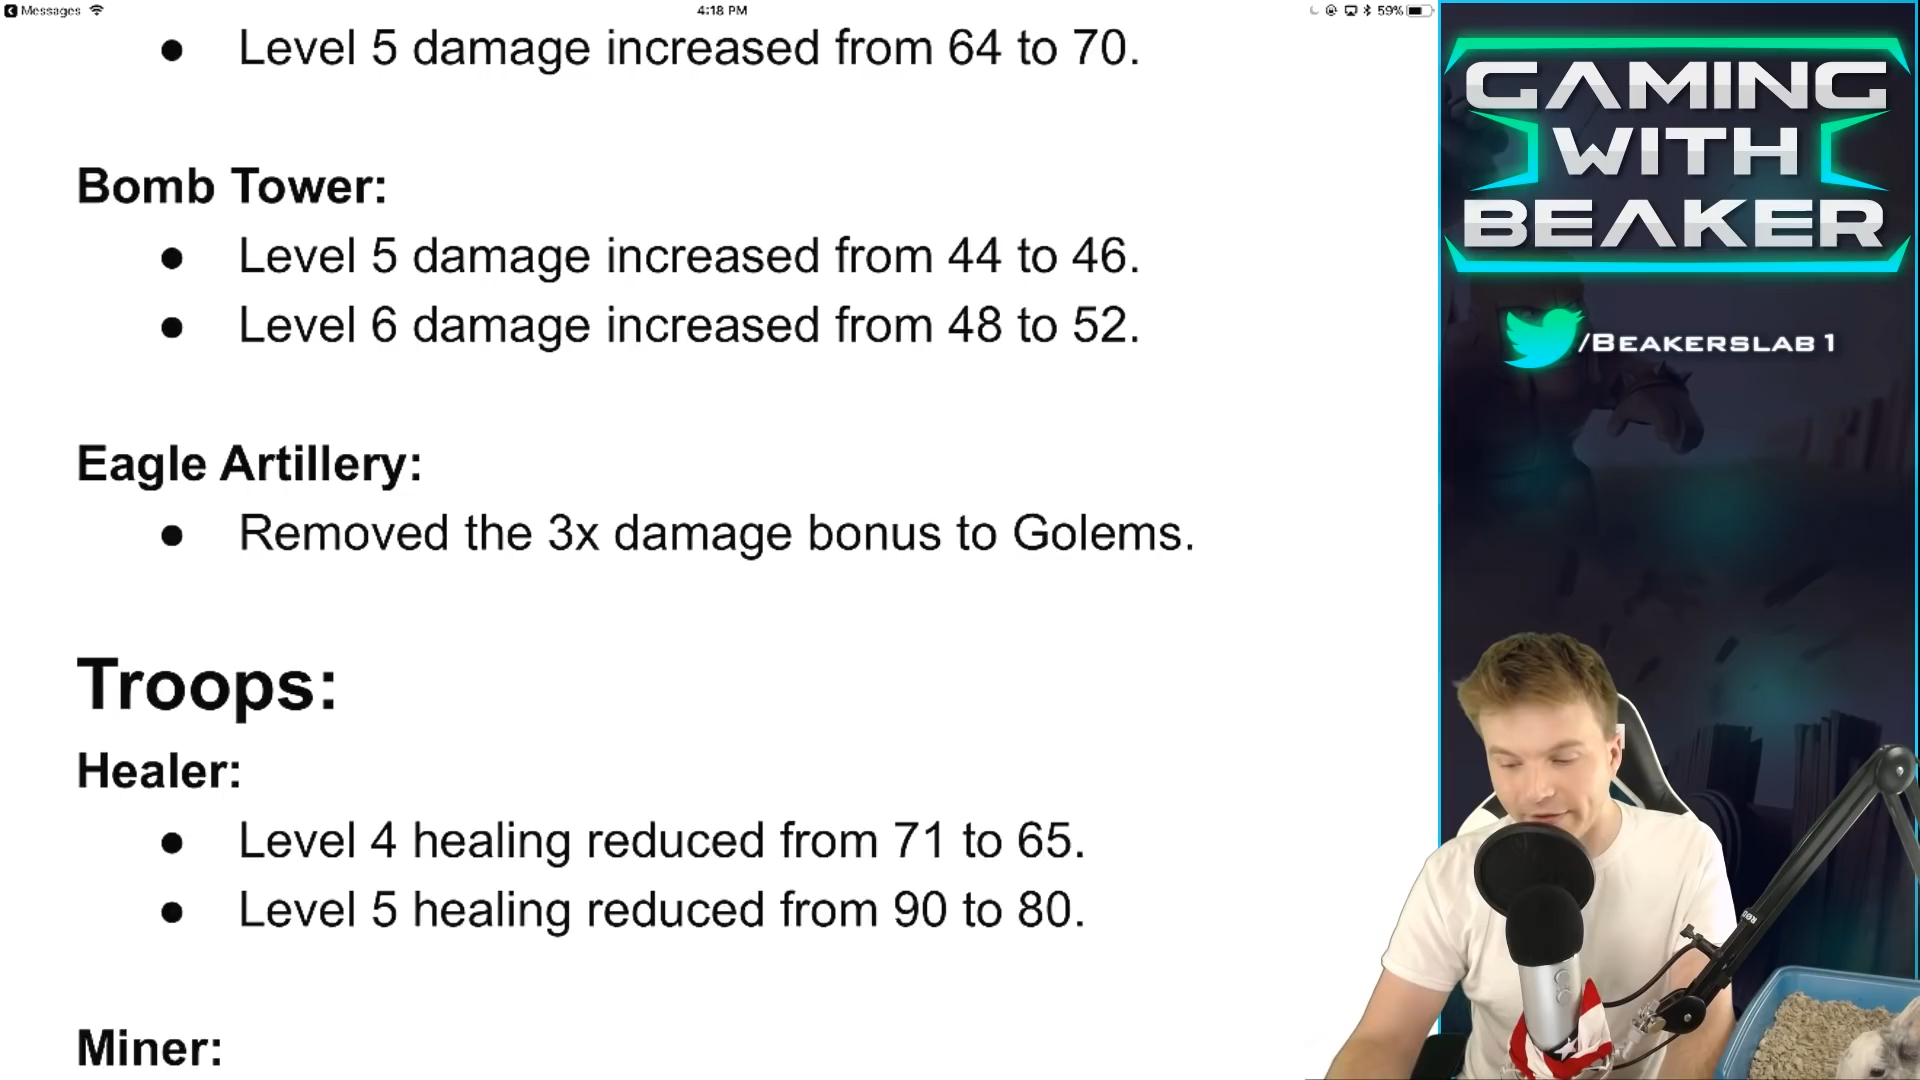 Messages
4:18 PM
59%
● Level 5 damage increased from 64 to 70.
Bomb Tower:
● Level 5 damage increased from 44 to 46.
● Level 6 damage increased from 48 to 52.
Eagle Artillery:
● Removed the 3x damage bonus to Golems.
Troops:
Healer:
● Level 4 healing reduced from 71 to 65.
● Level 5 healing reduced from 90 to 80.
Miner:
GAMING
WITH
BEAKER
/BEAKERSLAB1
RØDE